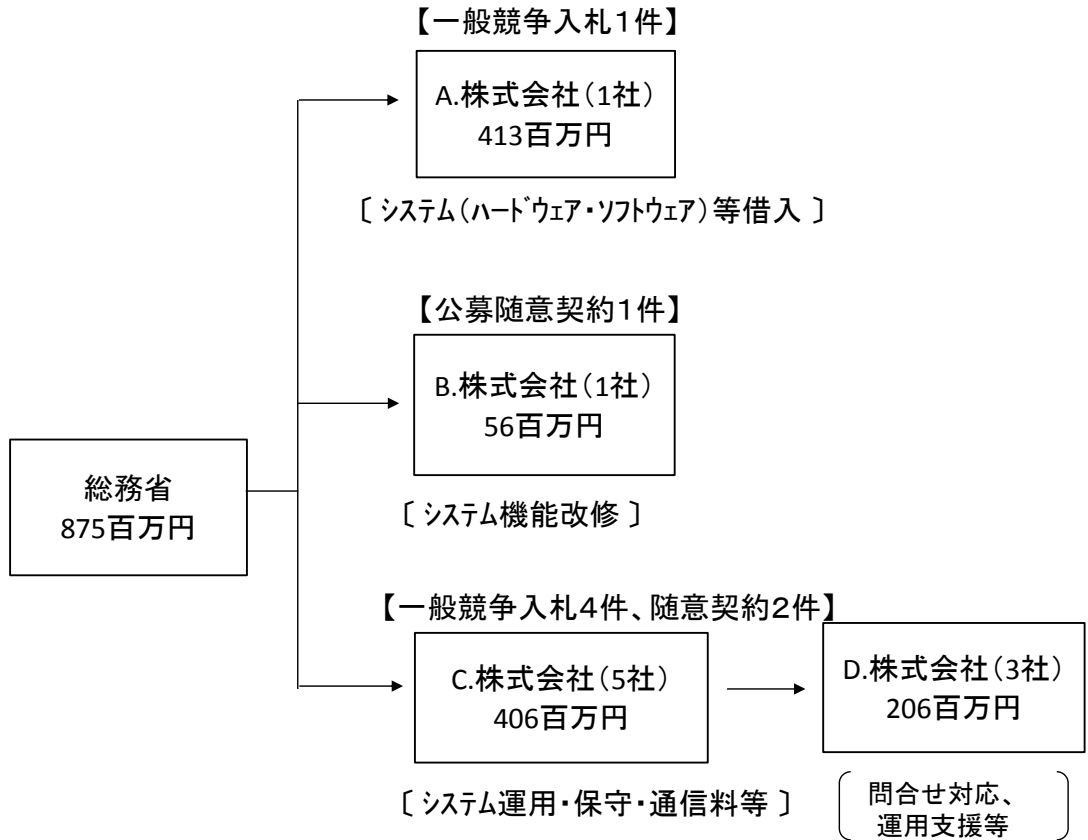 【一般競争入札１件】
A.株式会社（1社）
413百万円
〔 システム（ﾊｰﾄﾞｳｪｱ・ｿﾌﾄｳｪｱ）等借入 〕
【公募随意契約１件】
B.株式会社（1社）
56百万円
〔 システム機能改修 〕
総務省
875百万円
【一般競争入札４件、随意契約２件】
C.株式会社（5社）
406百万円
〔 システム運用・保守・通信料等 〕
D.株式会社（3社）
206百万円
問合せ対応、
運用支援等